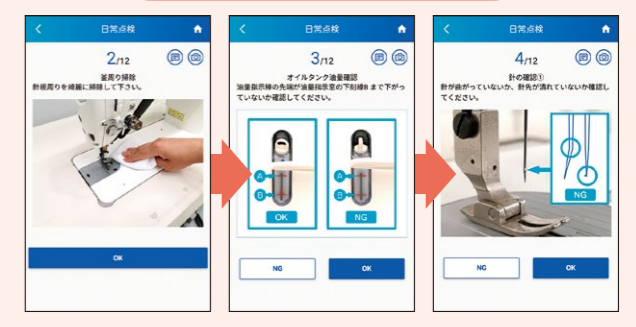 日常点検
2/12
釜周り掃除
針板周りを綺麗に掃除して下さい。
OK
日常点検
3/12
オイルタンク油量確認
油量指示棒の先端が油量指示窓の下刻線B まで下がっ
ていないか確認してください。
A
B
OK
A
B
NG
NG
OK
日常点検
4/12
針の確認①
針が曲がっていないか、針先が潰れていないか確認し
てください。
NG
NG
OK